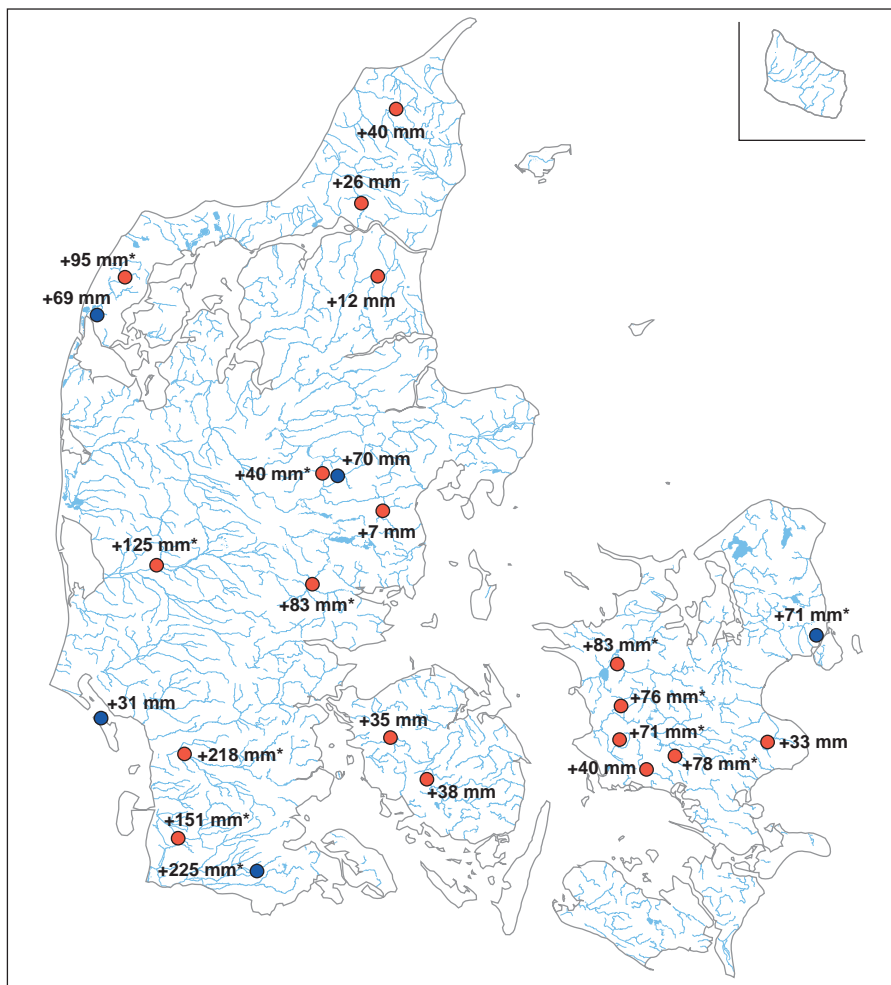 +40 mm
+26 mm
+95 mm*
+69 mm
+12 mm
+70 mm
+40 mm*
+7 mm
+125 mm*
+83 mm*
+71 mm*
+83 mm*
+76 mm*
+31 mm
+35 mm
+71 mm*
+33 mm
+218 mm*
+78 mm*
+40 mm
+38 mm
+151 mm*
+225 mm*